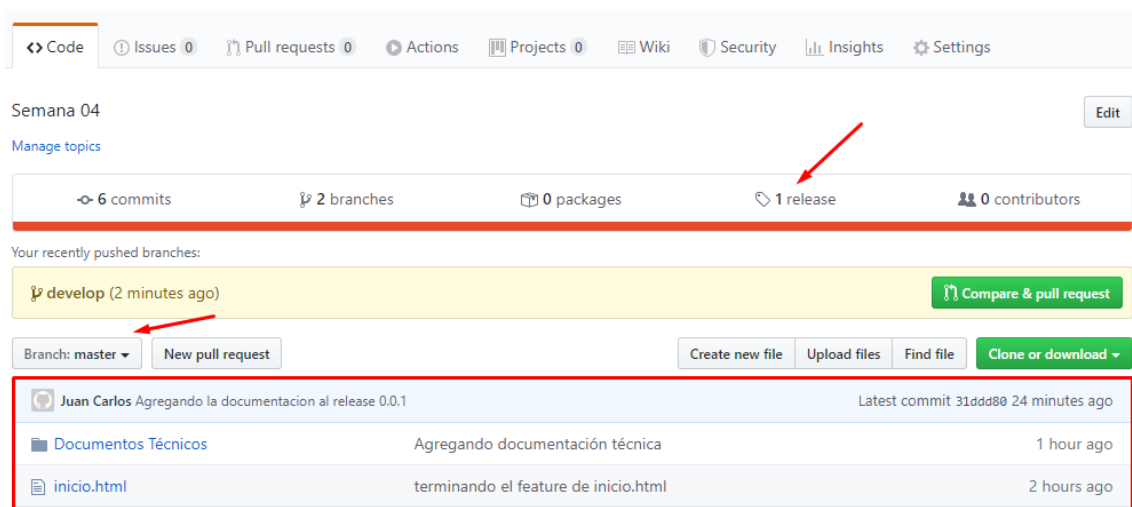 Code Issues 0 Pull requests 0 Actions Projects 0 Wiki Security Insights Settings
Semana 04
Edit
Manage topics
6 commits 2 branches 0 packages 1 release 0 contributors
Your recently pushed branches:
develop (2 minutes ago) Compare & pull request
Branch: master New pull request Create new file Upload files Find file Clone or download
Juan Carlos Agregando la documentacion al release 0.0.1 Latest commit 31ddd80 24 minutes ago
Documentos Técnicos Agregando documentación técnica 1 hour ago
inicio.html terminando el feature de inicio.html 2 hours ago